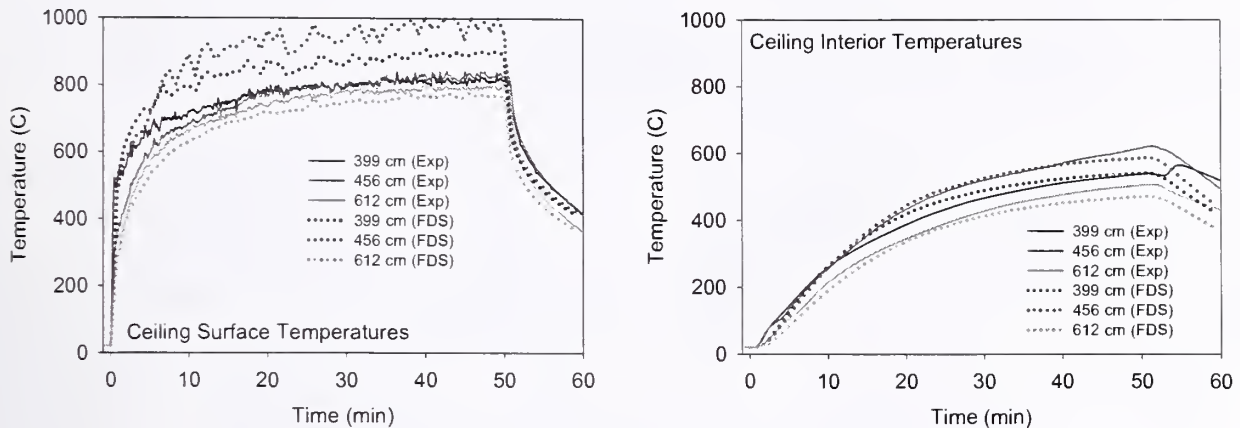 1000
800
600
400
200
0
Temperature (C)
399 cm (Exp)
456 cm (Exp)
612 cm (Exp)
399 cm (FDS)
456 cm (FDS)
612 cm (FDS)
Ceiling Surface Temperatures
0 10 20 30 40 50 60
Time (min)
Ceiling Interior Temperatures
1000
800
600
400
200
0
Temperature (C)
399 cm (Exp)
456 cm (Exp)
612 cm (Exp)
399 cm (FDS)
456 cm (FDS)
612 cm (FDS)
0 10 20 30 40 50 60
Time (min)